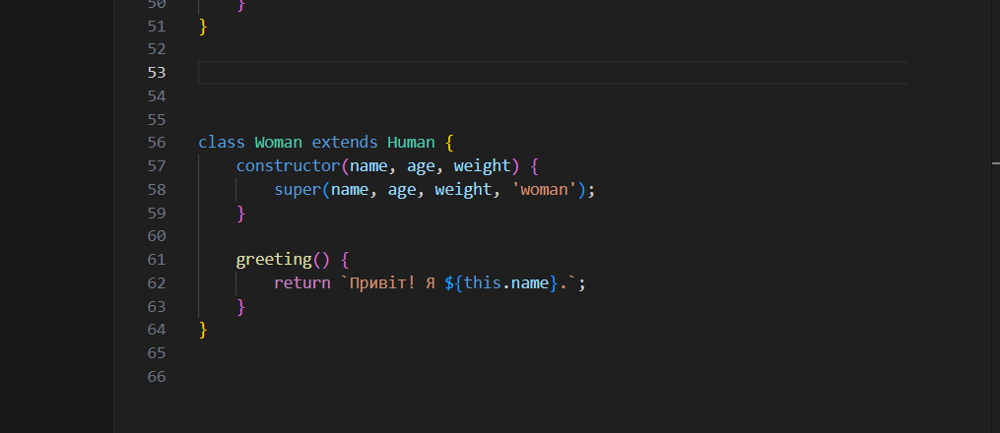 50 }
51 }
52
53
54
55
56 class Woman extends Human {
57 constructor(name, age, weight) {
58 super(name, age, weight, 'woman');
59 }
60
61 greeting() {
62 return `Привіт! Я ${this.name}.`;
63 }
64 }
65
66